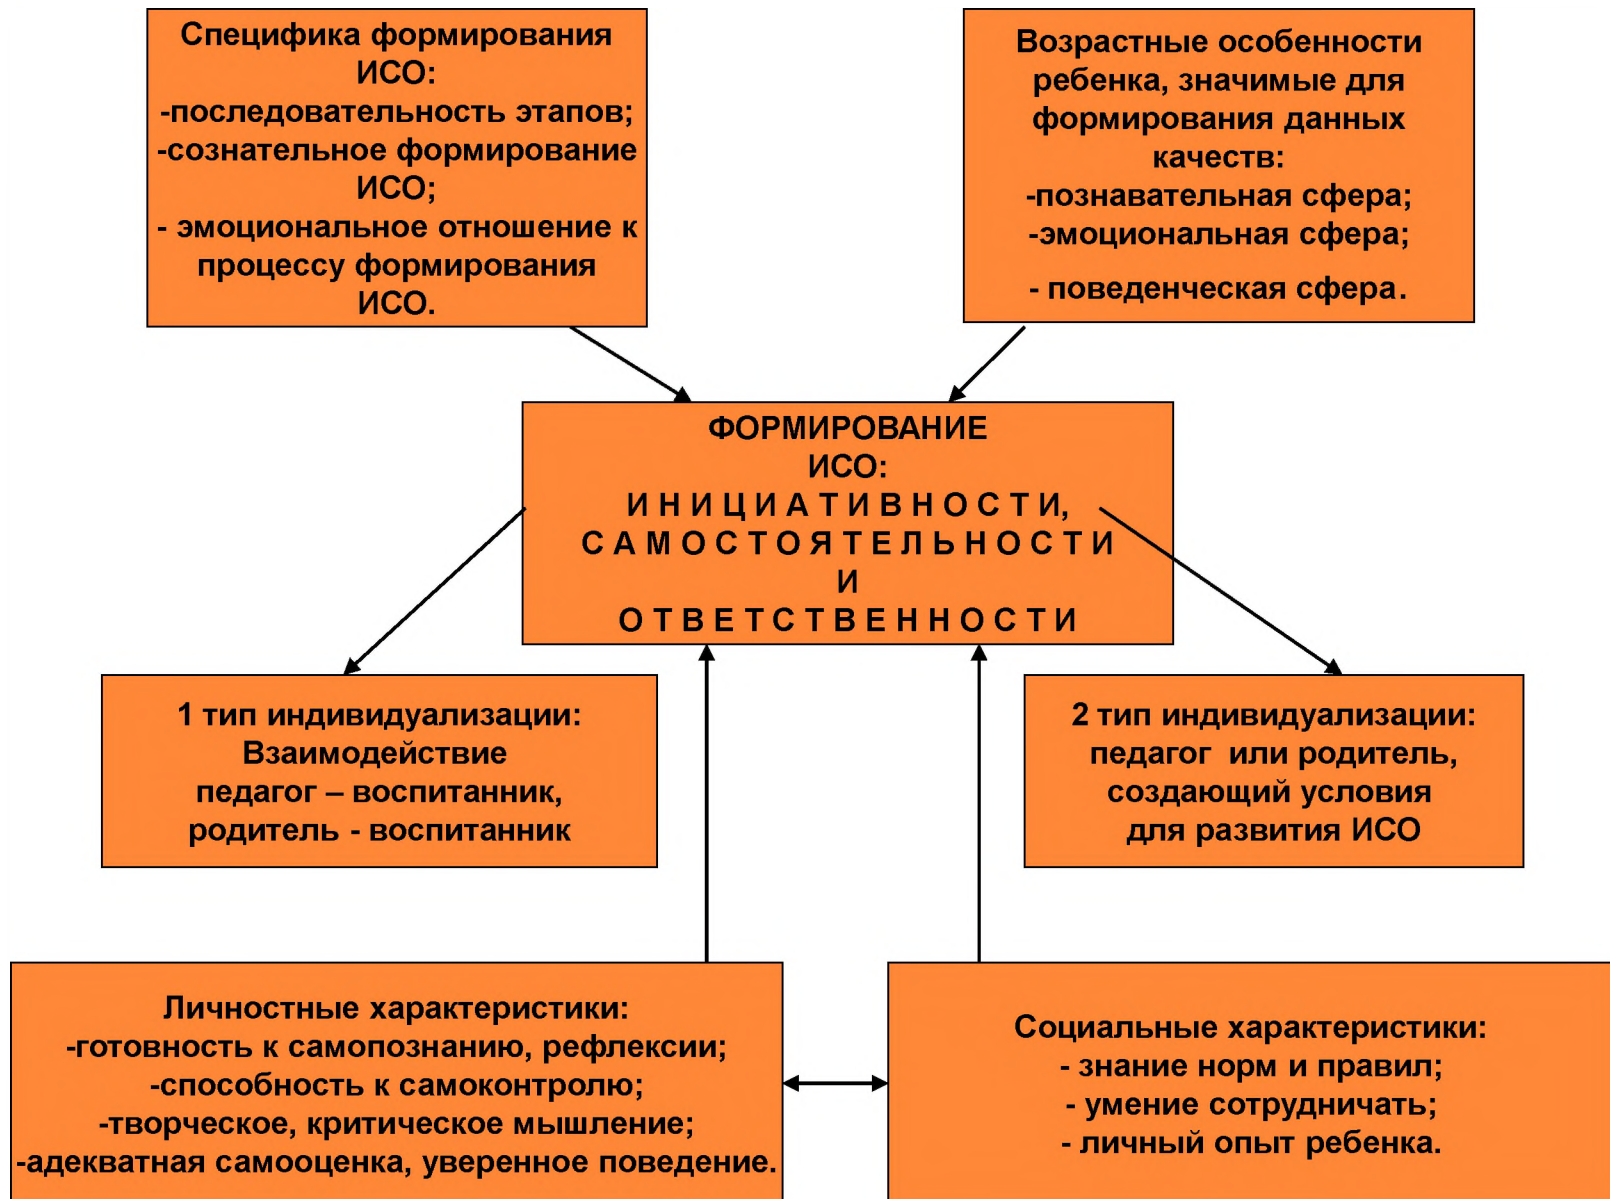 Специфика формирования
ИСО:
-последовательность этапов;
-сознательное формирование
ИСО;
- эмоциональное отношение к
процессу формирования
ИСО.
Возрастные особенности
ребенка, значимые для
формирования данных
качеств:
-познавательная сфера;
-эмоциональная сфера;
- поведенческая сфера.
ФОРМИРОВАНИЕ
ИСО:
И Н И Ц И А Т И В Н О С Т И,
С А М О С Т О Я Т Е Л Ь Н О С Т И
И
О Т В Е Т С Т В Е Н Н О С Т И
1 тип индивидуализации:
Взаимодействие
педагог – воспитанник,
родитель - воспитанник
2 тип индивидуализации:
педагог или родитель,
создающий условия
для развития ИСО
Личностные характеристики:
-готовность к самопознанию, рефлексии;
-способность к самоконтролю;
-творческое, критическое мышление;
-адекватная самооценка, уверенное поведение.
Социальные характеристики:
- знание норм и правил;
- умение сотрудничать;
- личный опыт ребенка.